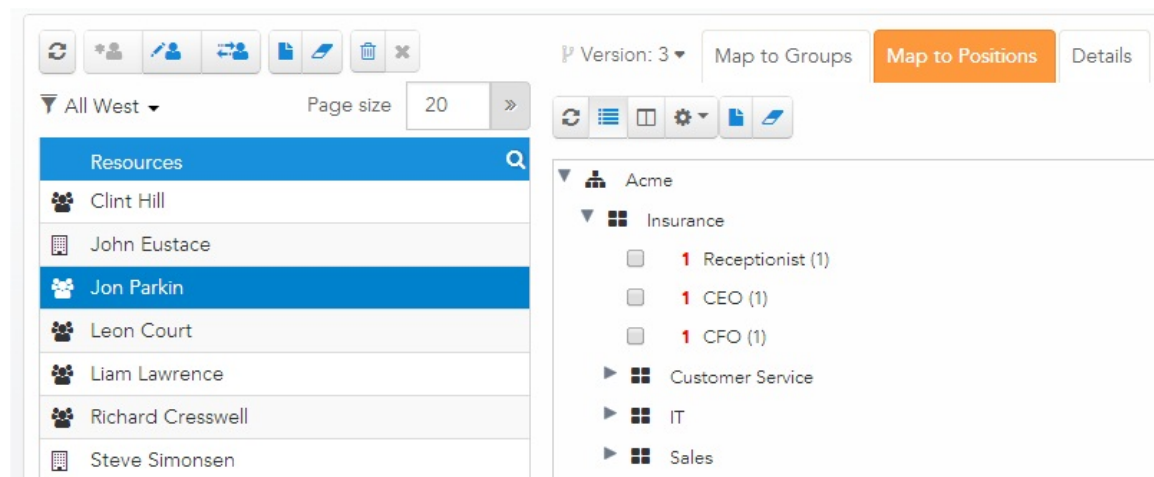 Version: 3
Map to Groups
Map to Positions
Details
All West
Page size
20
»
Resources
Clint Hill
John Eustace
Jon Parkin
Leon Court
Liam Lawrence
Richard Cresswell
Steve Simonsen
Acme
Insurance
1 Receptionist (1)
1 CEO (1)
1 CFO (1)
Customer Service
IT
Sales